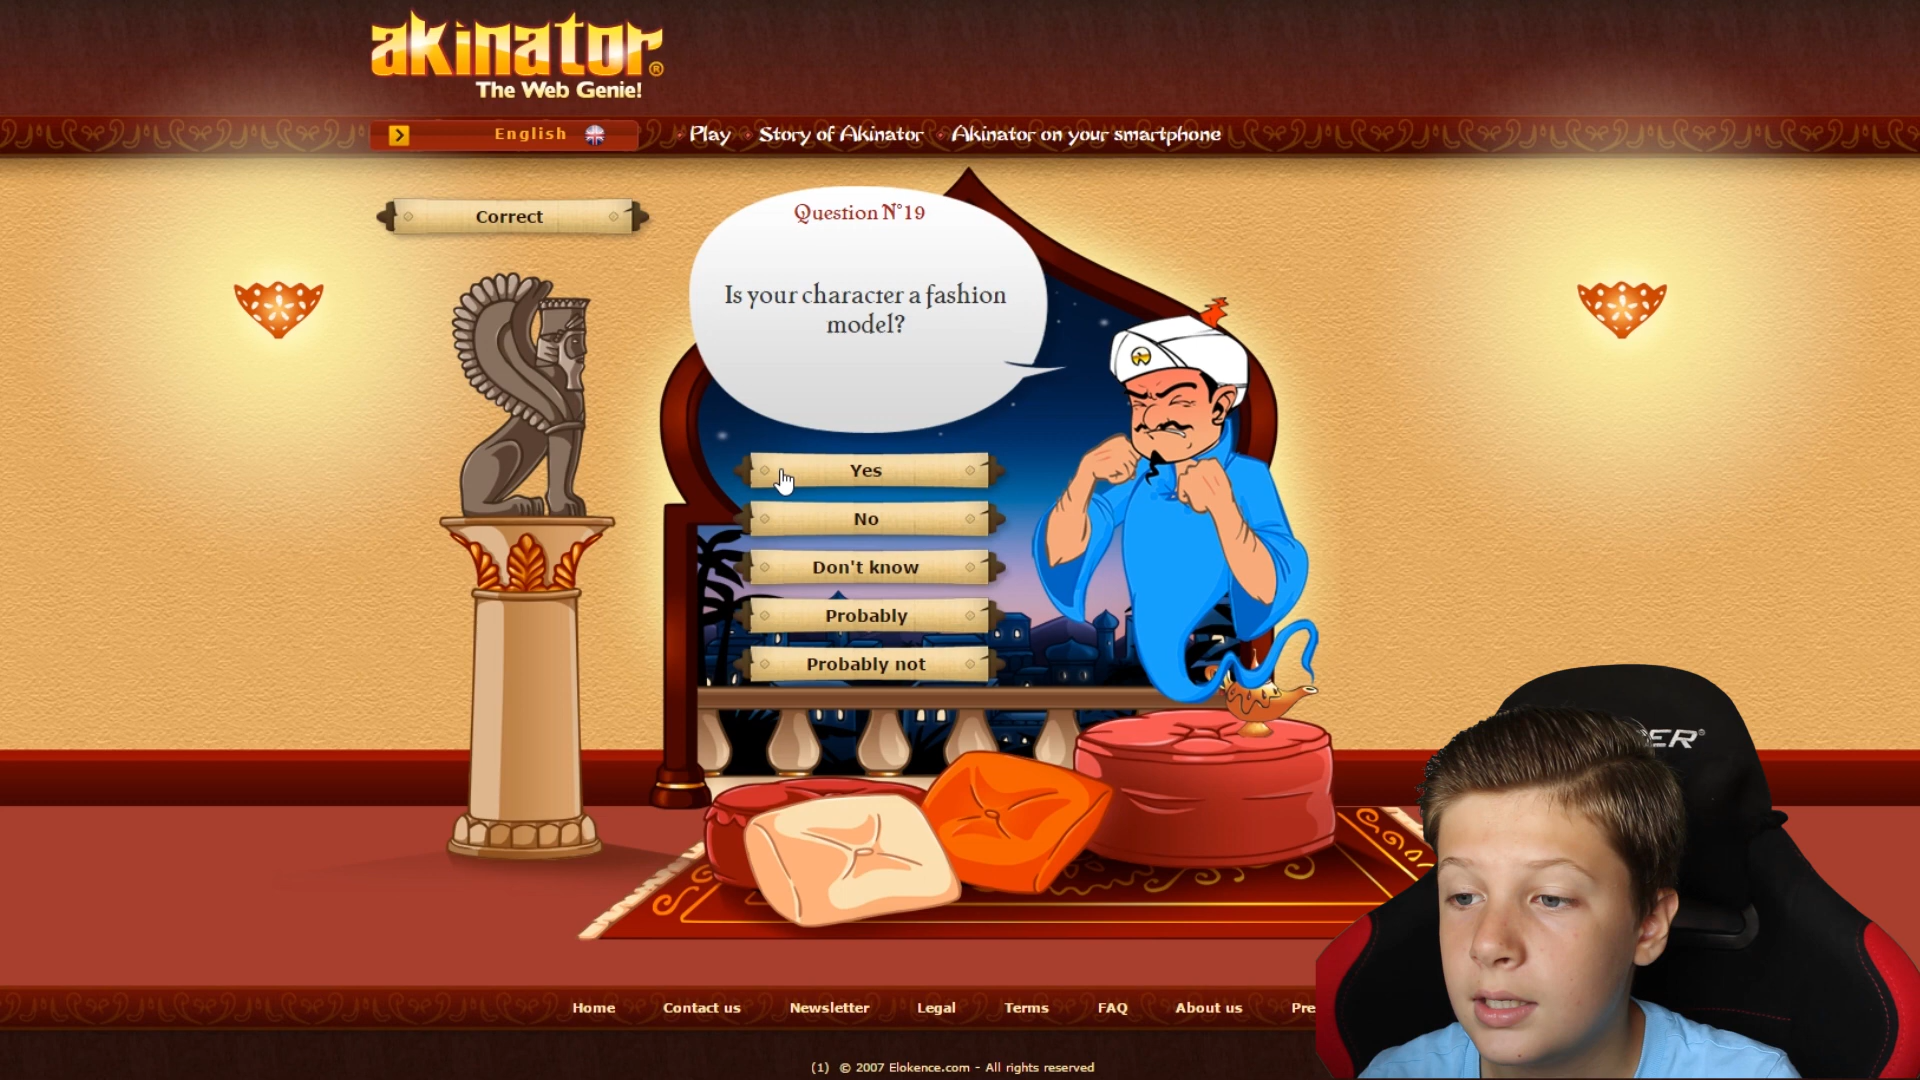 akinator®
The Web Genie!
English
Play
Story of Akinator
Akinator on your smartphone
Correct
Question N°19
Is your character a fashion
model?
Yes
No
Don't know
Probably
Probably not
Home
Contact us
Newsletter
Legal
Terms
FAQ
About us
Pre
(1) © 2007 Elokence.com - All rights reserved